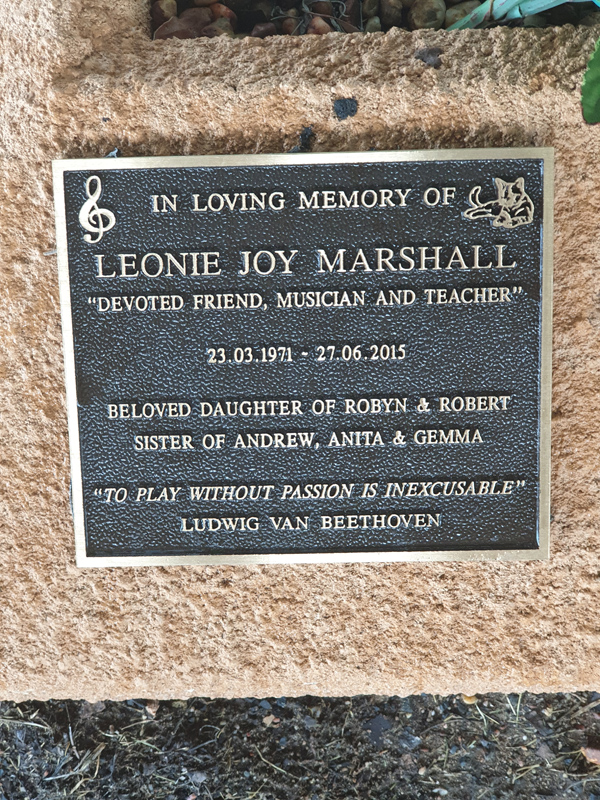 IN LOVING MEMORY OF
LEONIE JOY MARSHALL
"DEVOTED FRIEND, MUSICIAN AND TEACHER"
23.03.1971 - 27.06.2015
BELOVED DAUGHTER OF ROBYN & ROBERT
SISTER OF ANDREW, ANITA & GEMMA
"TO PLAY WITHOUT PASSION IS INEXCUSABLE"
LUDWIG VAN BEETHOVEN